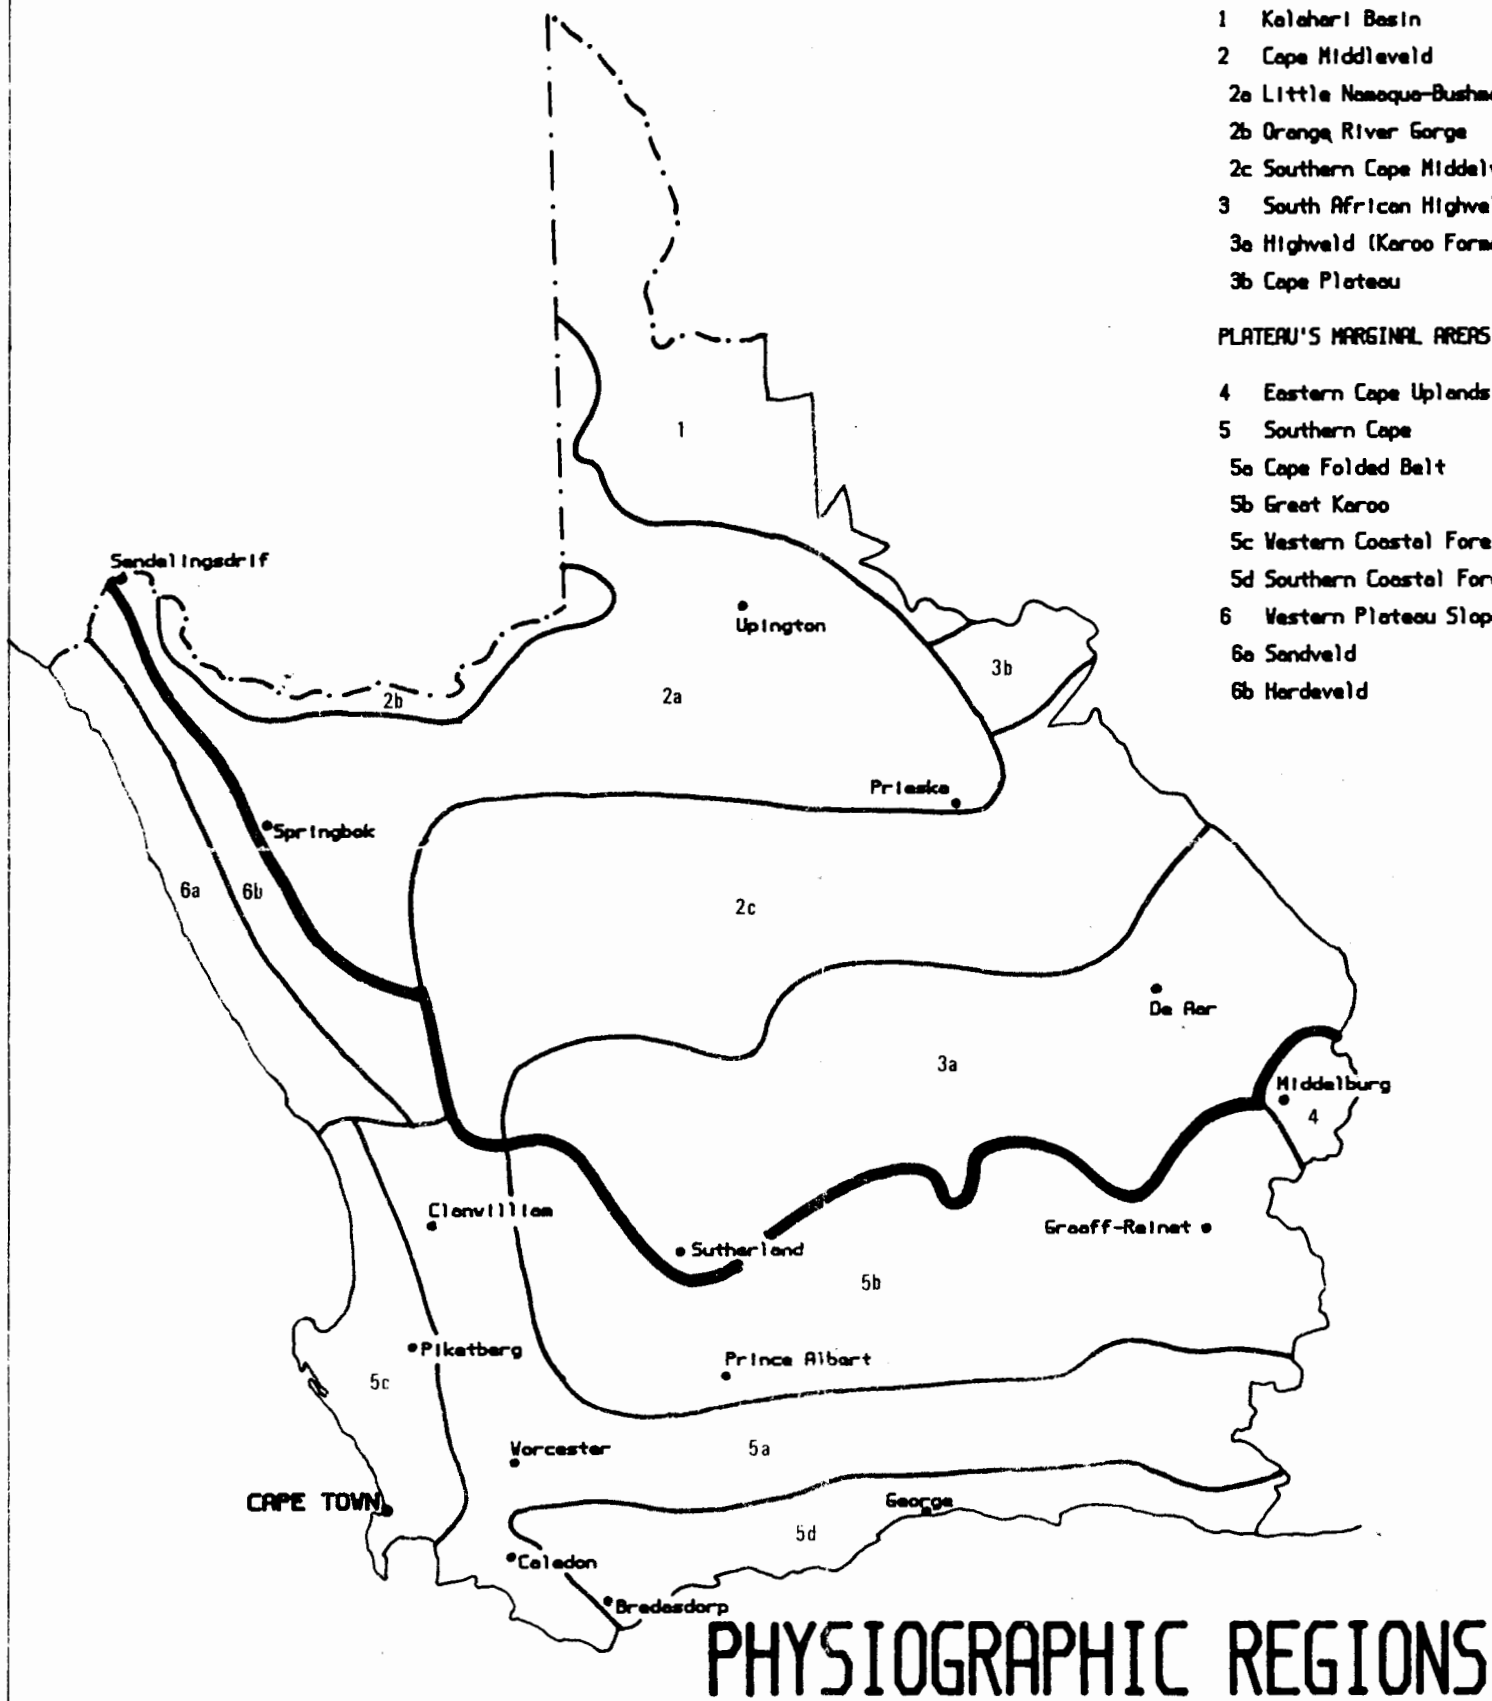 1 Kalahari Basin
2 Cape Middleveld
2a Little Namaqua-Bushma
2b Orange River Gorge
2c Southern Cape Middelv
3 South African Highve
3a Highveld (Karoo Forma
3b Cape Plateau
PLATEAU'S MARGINAL AREAS
4 Eastern Cape Uplands
5 Southern Cape
5a Cape Folded Belt
5b Great Karoo
5c Western Coastal Fore
5d Southern Coastal For
6 Western Plateau Slop
6a Sandveld
6b Hardeveld
1
Sendelingsdrif
Upington
3b
2b
2a
Prieska
Springbok
6a
6b
2c
De Aar
3a
Middelburg
4
Clanwilliam
Graaff-Reinet
Sutherland
5b
Piketberg
Prince Albert
5c
Worcester
5a
CAPE TOWN
George
5d
Caledon
Bredasdorp
PHYSIOGRAPHIC REGIONS